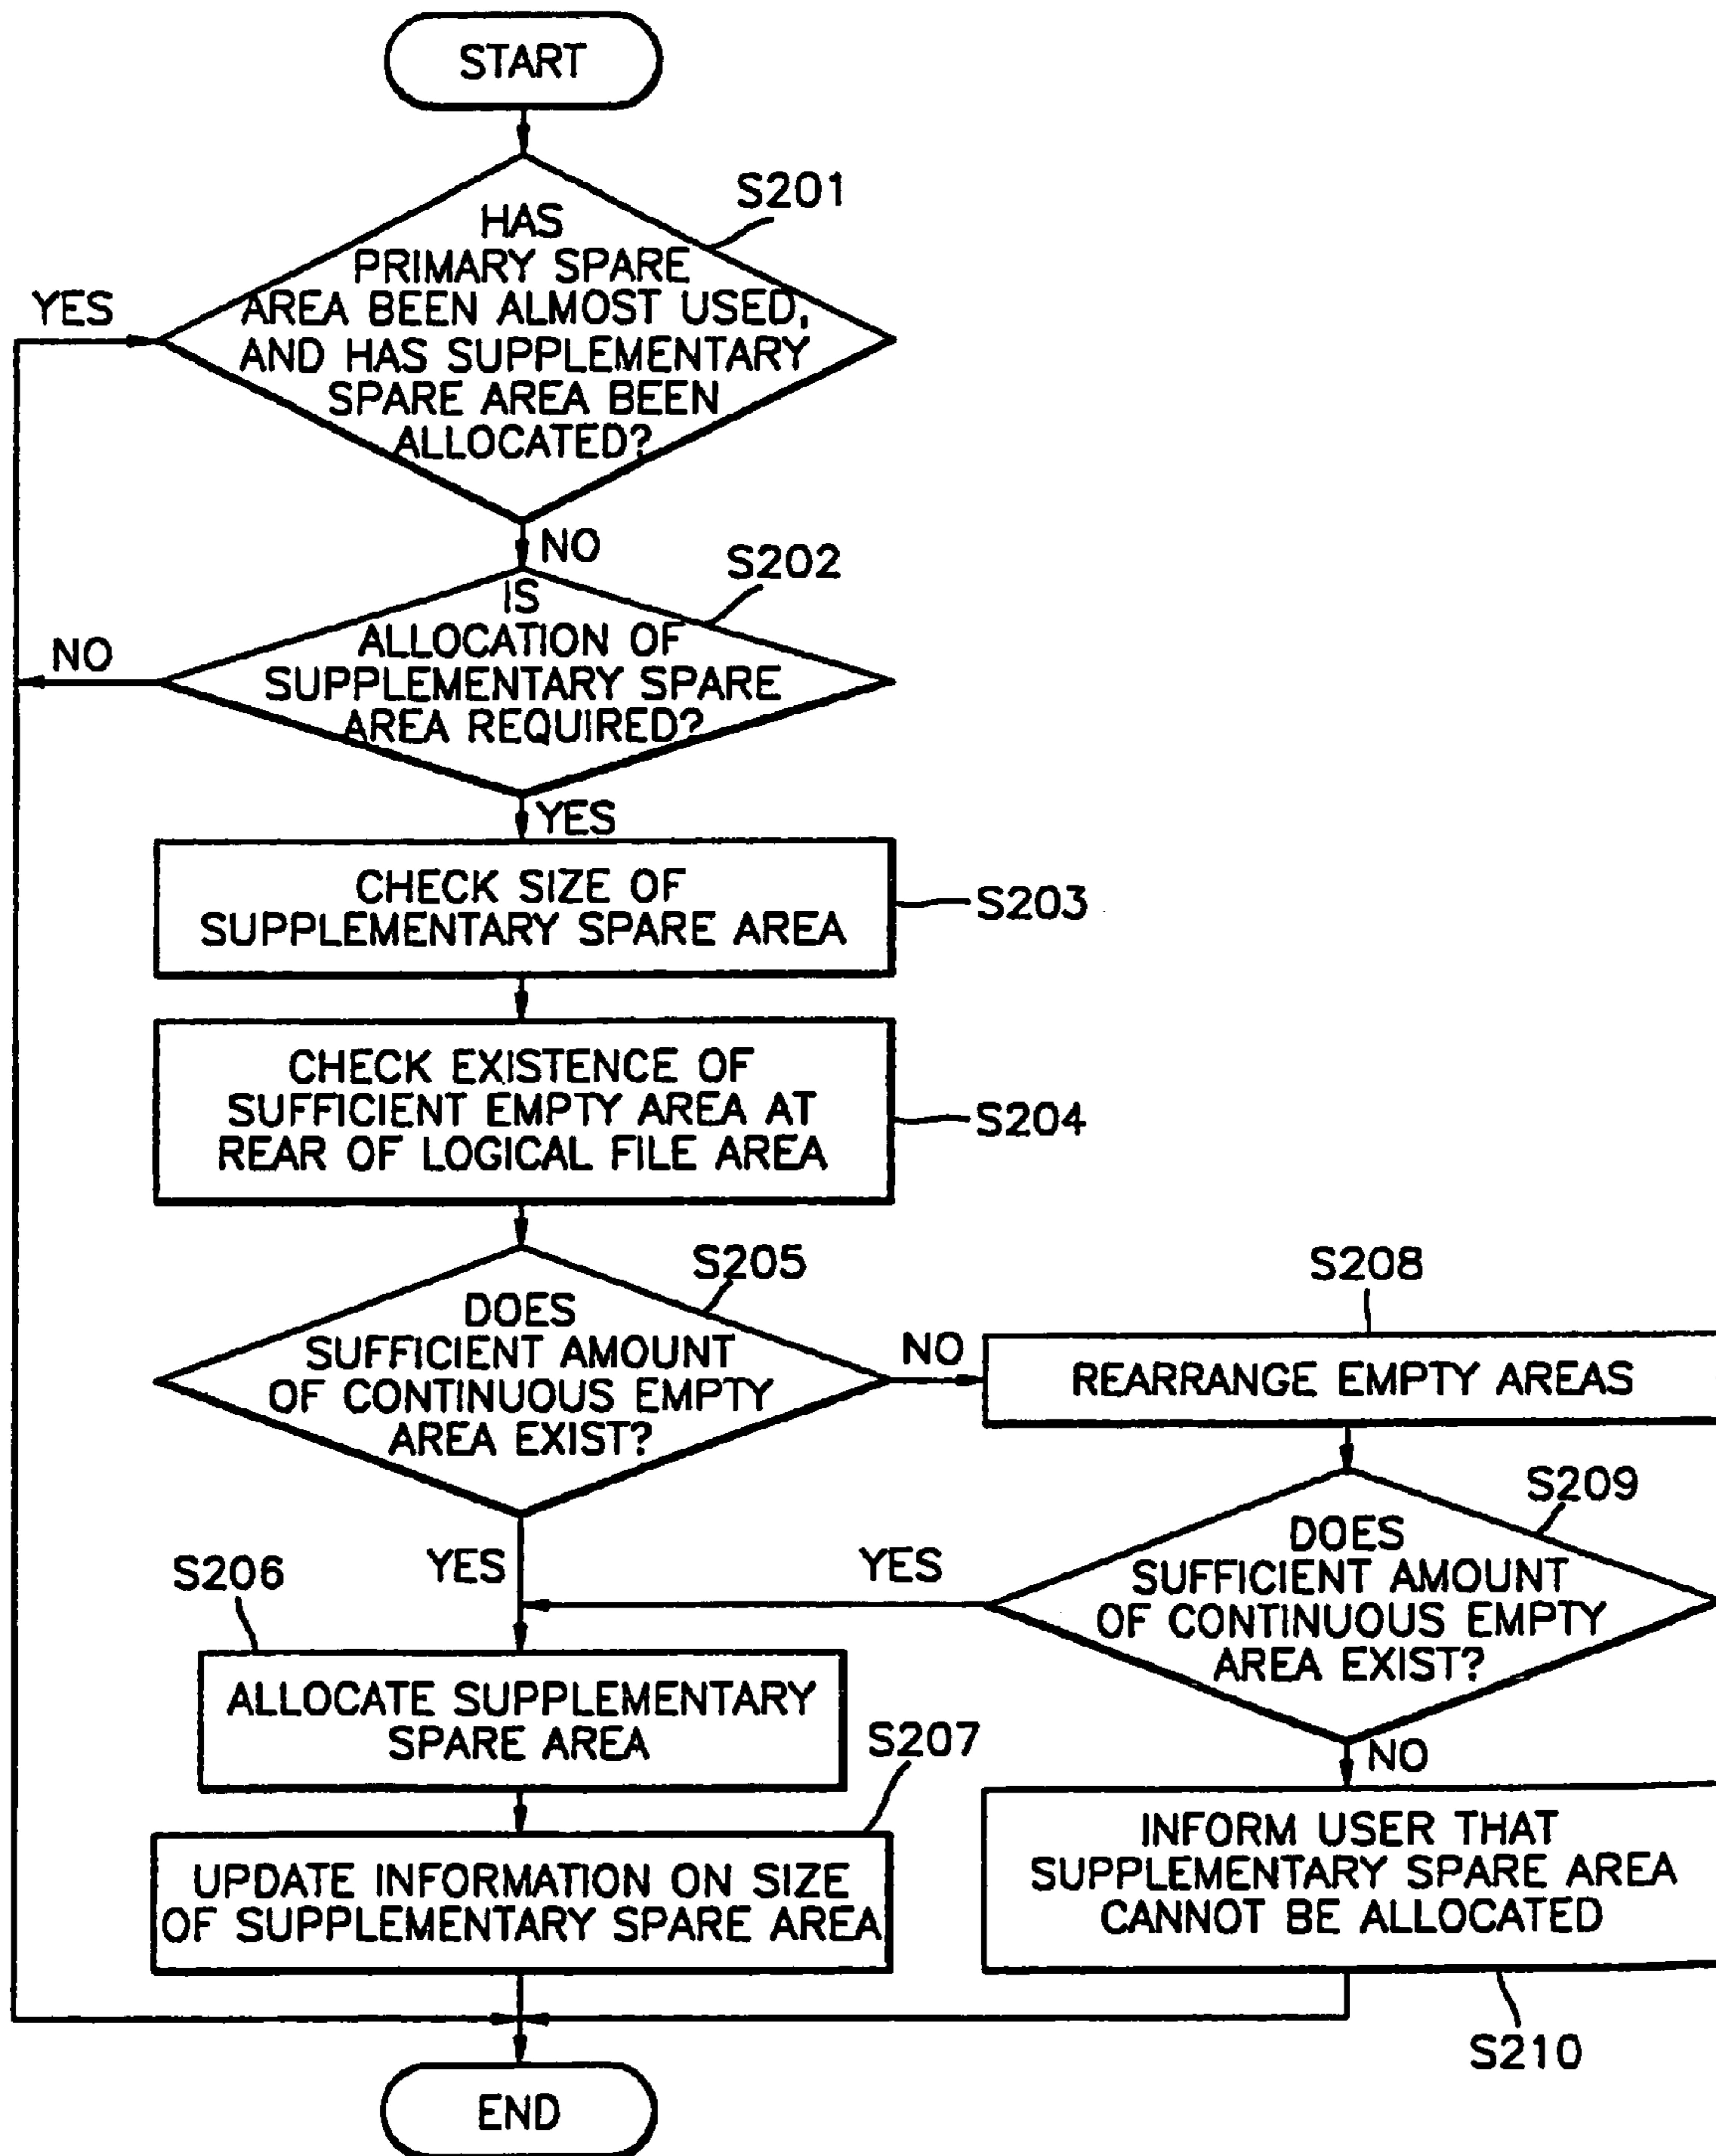 START
S201
HAS
PRIMARY SPARE
AREA BEEN ALMOST USED,
AND HAS SUPPLEMENTARY
SPARE AREA BEEN
ALLOCATED?
YES
NO
S202
IS
ALLOCATION OF
SUPPLEMENTARY SPARE
AREA REQUIRED?
NO
YES
CHECK SIZE OF
SUPPLEMENTARY SPARE AREA
S203
CHECK EXISTENCE OF
SUFFICIENT EMPTY AREA AT
REAR OF LOGICAL FILE AREA
S204
S205
DOES
SUFFICIENT AMOUNT
OF CONTINUOUS EMPTY
AREA EXIST?
NO
S208
REARRANGE EMPTY AREAS
S209
DOES
SUFFICIENT AMOUNT
OF CONTINUOUS EMPTY
AREA EXIST?
YES
YES
S206
ALLOCATE SUPPLEMENTARY
SPARE AREA
S207
UPDATE INFORMATION ON SIZE
OF SUPPLEMENTARY SPARE AREA
NO
INFORM USER THAT
SUPPLEMENTARY SPARE AREA
CANNOT BE ALLOCATED
S210
END